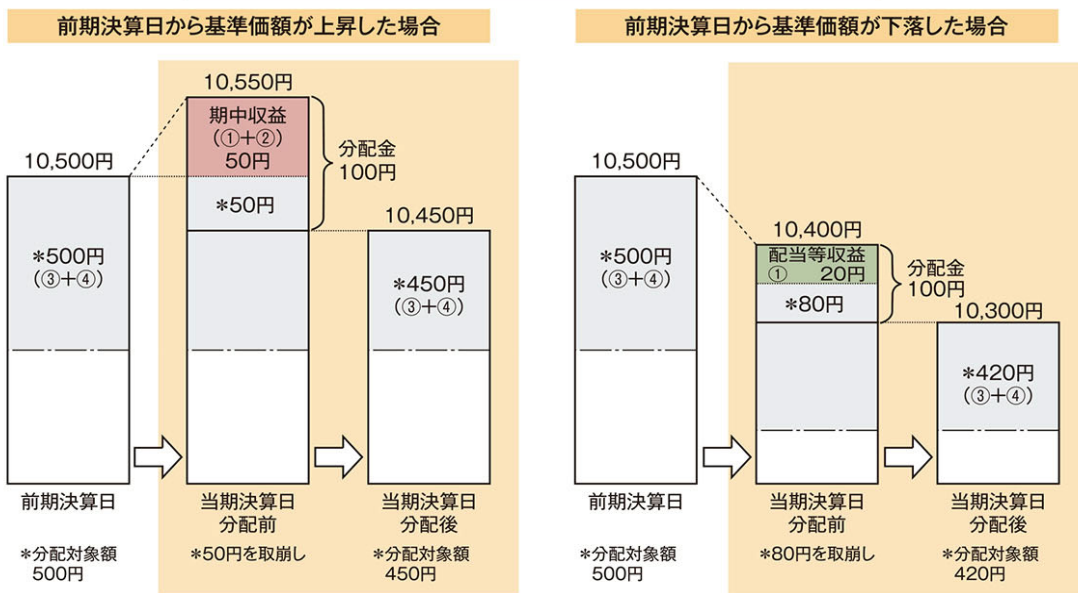 前期決算日から基準価額が上昇した場合
10,550円
期中収益
（①＋②）
50円
分配金
100円
10,500円
＊50円
10,450円
＊500円
（③＋④）
＊450円
（③＋④）
前期決算日
当期決算日
分配前
当期決算日
分配後
＊分配対象額
500円
＊50円を取崩し
＊分配対象額
450円
前期決算日から基準価額が下落した場合
10,500円
10,400円
配当等収益
① 20円
分配金
100円
＊500円
（③＋④）
＊80円
10,300円
＊420円
（③＋④）
前期決算日
当期決算日
分配前
当期決算日
分配後
＊分配対象額
500円
＊80円を取崩し
＊分配対象額
420円